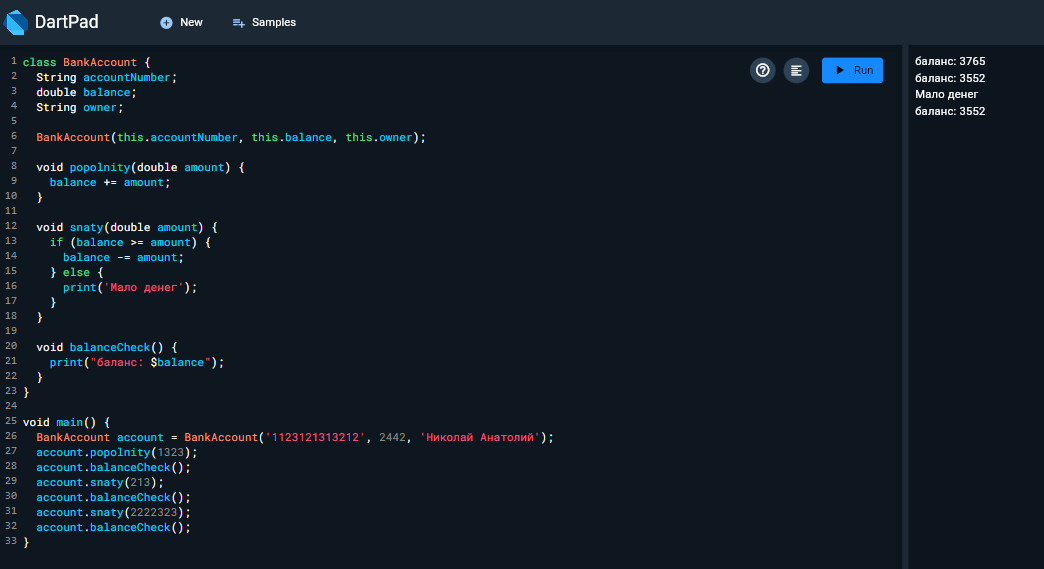 DartPad
New
Samples
1 class BankAccount {
2   String accountNumber;
3   double balance;
4   String owner;
5
6   BankAccount(this.accountNumber, this.balance, this.owner);
7
8   void popolnity(double amount) {
9     balance += amount;
10   }
11
12   void snaty(double amount) {
13     if (balance >= amount) {
14       balance -= amount;
15     } else {
16       print('Мало денег');
17     }
18   }
19
20   void balanceCheck() {
21     print("баланс: $balance");
22   }
23 }
24
25 void main() {
26   BankAccount account = BankAccount('1123121313212', 2442, 'Николай Анатолий');
27   account.popolnity(1323);
28   account.balanceCheck();
29   account.snaty(213);
30   account.balanceCheck();
31   account.snaty(2222323);
32   account.balanceCheck();
33 }
Run
баланс: 3765
баланс: 3552
Мало денег
баланс: 3552